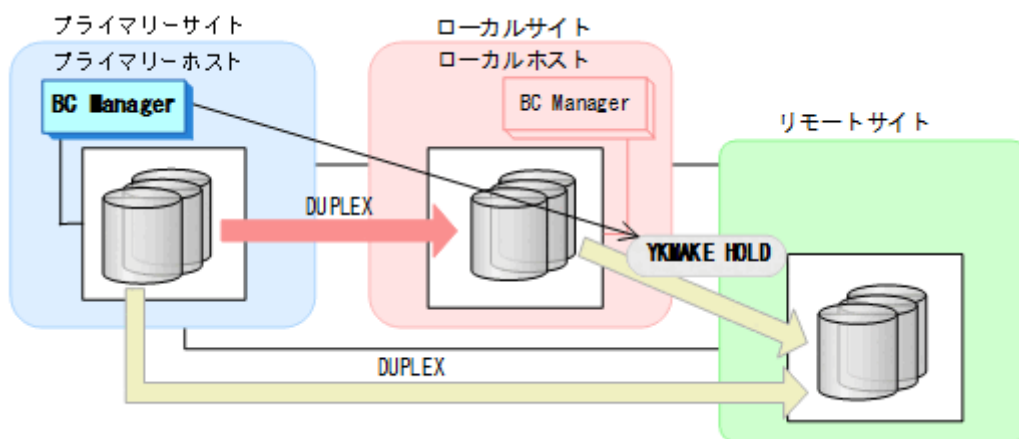 プライマリーサイト
プライマリーホスト
BC Manager
ローカルサイト
ローカルホスト
BC Manager
リモートサイト
DUPLEX
YKMAKE HOLD
DUPLEX